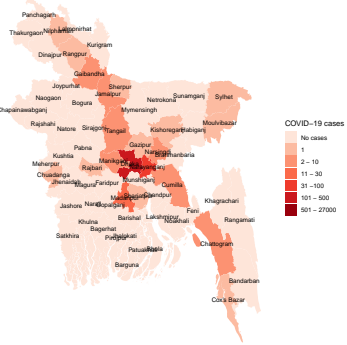 Panchagarh
Lalmonirhat
Thakurgaon
Nilphamari
Rangpur
Dinajpur
Kurigram
Gaibandha
Joypurhat
Sherpur
Jamalpur
Naogaon
Bogura
Netrokona
Sunamganj
Sylhet
Mymensingh
Chapainawabganj
Rajshahi
Natore
Sirajganj
Tangail
Kishoreganj
Habiganj
Moulvibazar
Pabna
Gazipur
Narsingdi
Kushtia
Brahmanbaria
Meherpur
Manikganj
Rajbari
Chuadanga
Jhenaidah
Faridpur
Munshiganj
Magura
Cumilla
Narail
Gopalganj
Madaripur
Chandpur
Jashore
Khagrachari
Feni
Barishal
Lakshmipur
Noakhali
Khulna
Rangamati
Bagerhat
Jhalokati
Satkhira
Pirojpur
Chattogram
Patuakhali
Bhola
Barguna
Bandarban
Cox's Bazar
COVID−19 cases
No cases
1
2 − 10
11 − 30
31 −100
101 − 500
501 − 27000